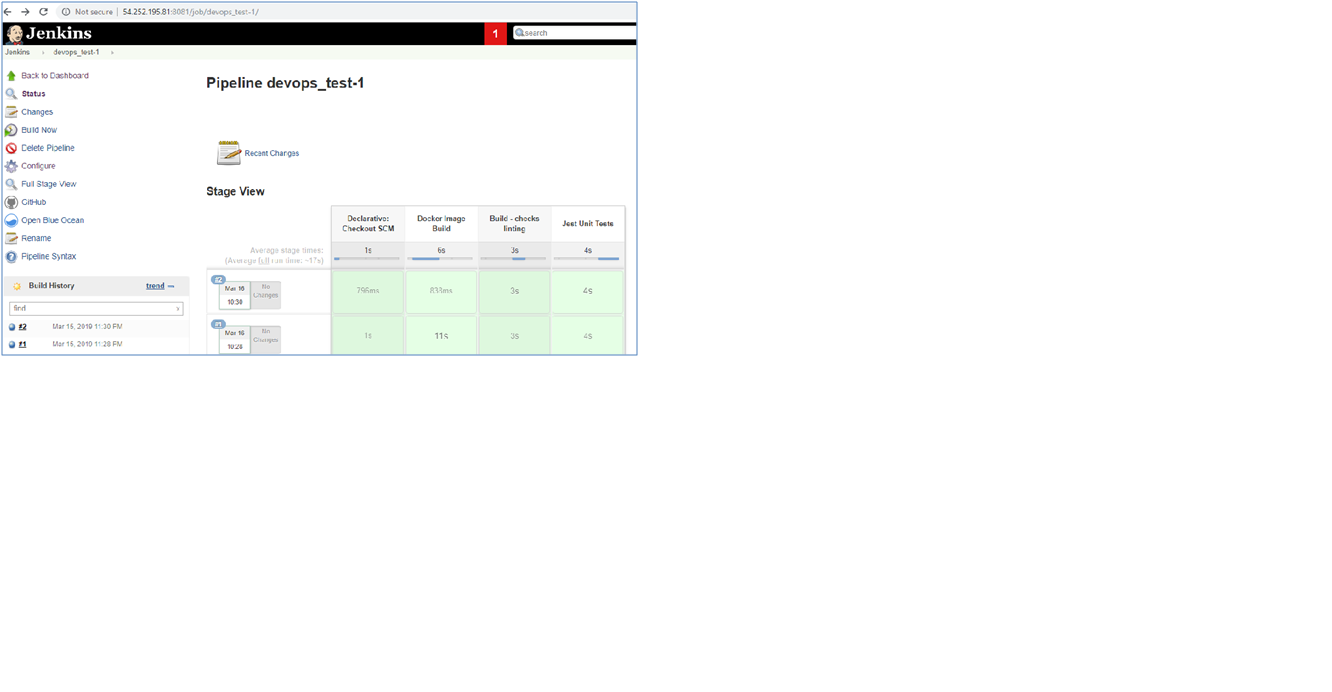 Not secure | 54.252.195.81:8081/job/devops_test-1/
Jenkins
1
search
Jenkins
devops_test-1
Back to Dashboard
Status
Changes
Build Now
Delete Pipeline
Configure
Full Stage View
GitHub
Open Blue Ocean
Rename
Pipeline Syntax
Build History
trend
find
x
#2 Mar 15, 2019 11:30 PM
#1 Mar 15, 2019 11:28 PM
Pipeline devops_test-1
Recent Changes
Stage View
Declarative: Checkout SCM
Docker Image Build
Build - checks linting
Jest Unit Tests
Average stage times: 1s 6s 3s 4s
(Average full run time: ~17s)
#2
Mar 16
10:30
No Changes
796ms 833ms 3s 4s
#1
Mar 16
10:28
No Changes
1s 11s 3s 4s